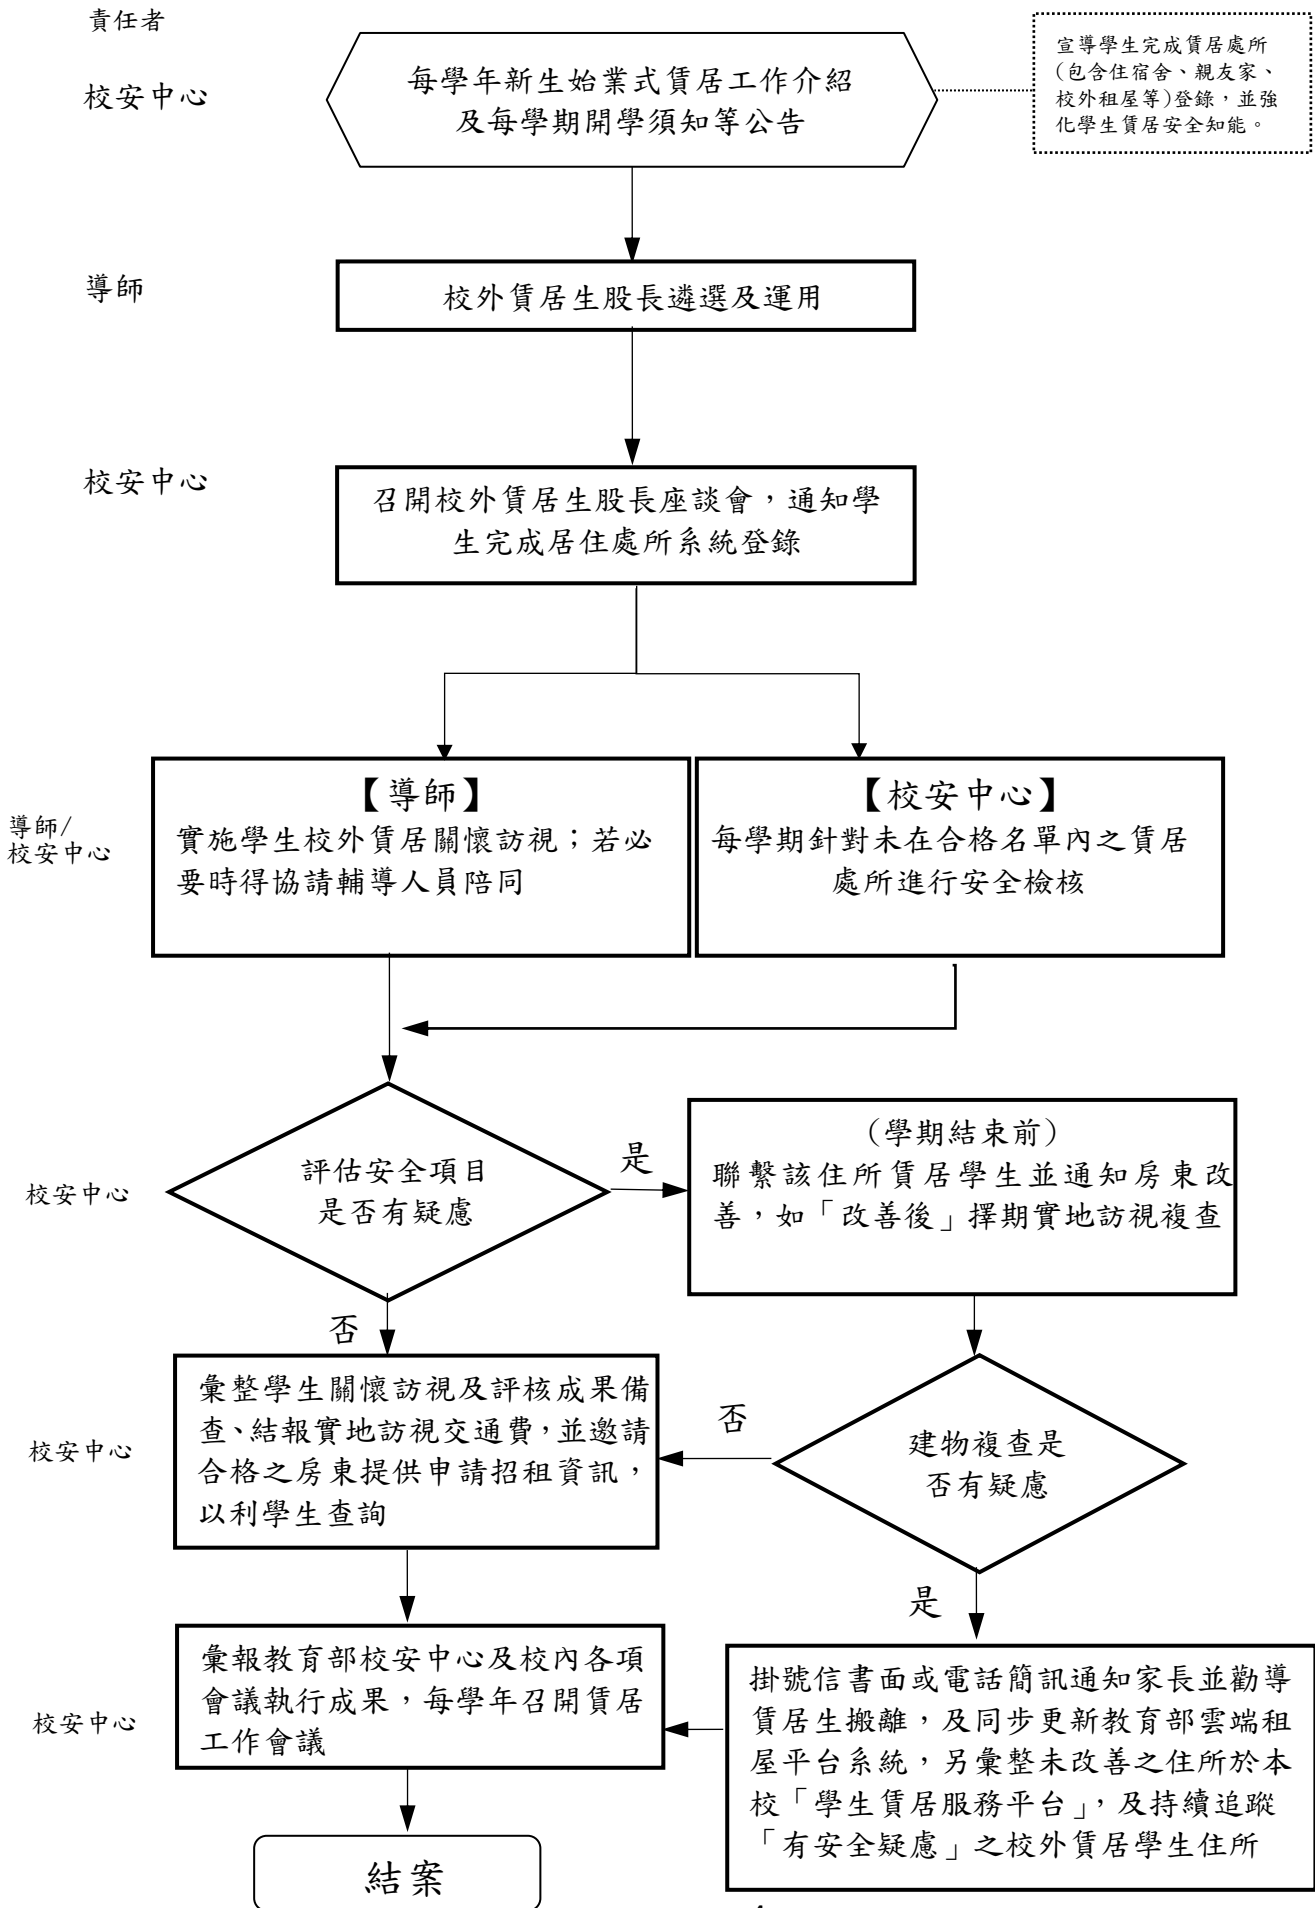 責任者
校安中心
每學年新生始業式賃居工作介紹
及每學期開學須知等公告
宣導學生完成賃居處所
(包含住宿舍、親友家、
校外租屋等)登錄，並強
化學生賃居安全知能。
導師
校外賃居生股長遴選及運用
校安中心
召開校外賃居生股長座談會，通知學
生完成居住處所系統登錄
導師/
校安中心
【導師】
實施學生校外賃居關懷訪視；若必
要時得協請輔導人員陪同
【校安中心】
每學期針對未在合格名單內之賃居
處所進行安全檢核
校安中心
評估安全項目
是否有疑慮
是
(學期結束前)
聯繫該住所賃居學生並通知房東改
善，如「改善後」擇期實地訪視複查
否
校安中心
彙整學生關懷訪視及評核成果備
查、結報實地訪視交通費，並邀請
合格之房東提供申請招租資訊，
以利學生查詢
否
建物複查是
否有疑慮
是
校安中心
彙報教育部校安中心及校內各項
會議執行成果，每學年召開賃居
工作會議
掛號信書面或電話簡訊通知家長並勸導
賃居生搬離，及同步更新教育部雲端租
屋平台系統，另彙整未改善之住所於本
校「學生賃居服務平台」，及持續追蹤
「有安全疑慮」之校外賃居學生住所
結案